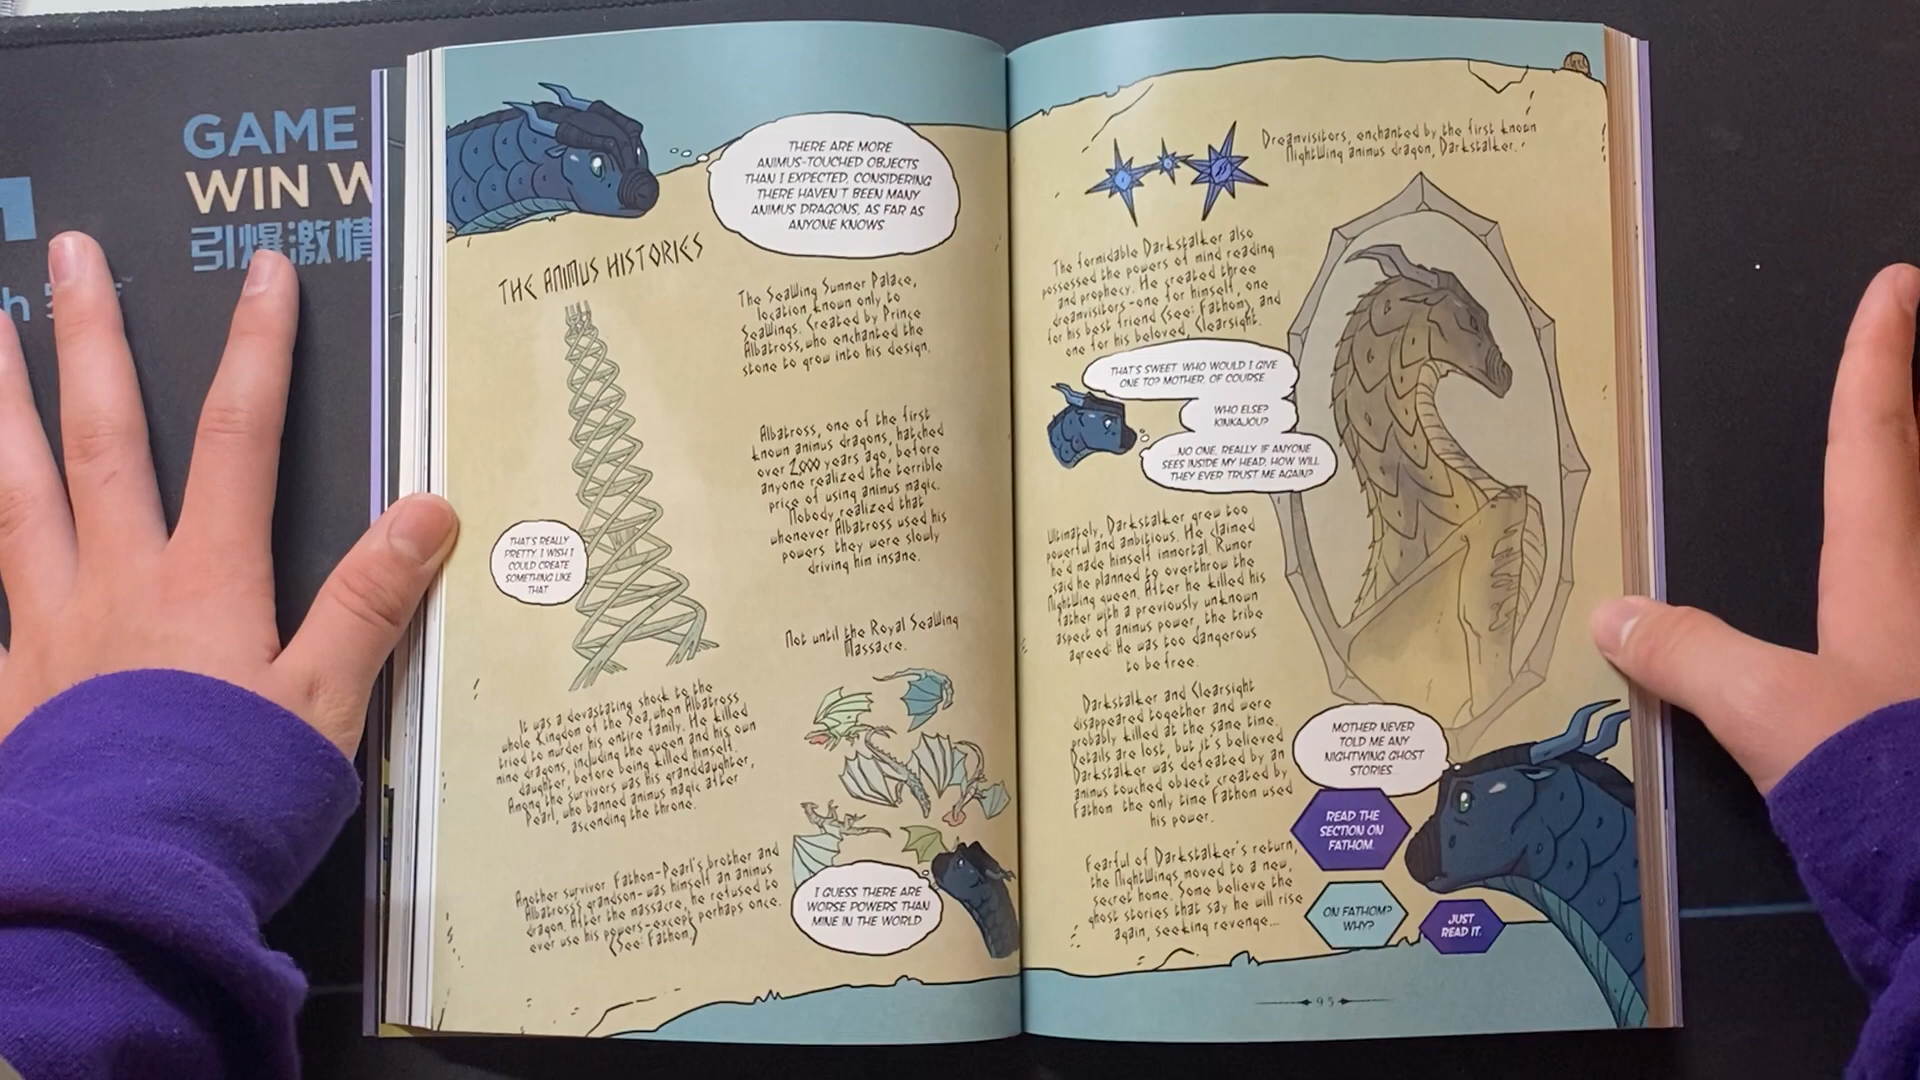 GAME
WIN W
引爆激情
THERE ARE MORE
ANIMUS-TOUCHED OBJECTS
THAN I EXPECTED, CONSIDERING
THERE HAVEN'T BEEN MANY
ANIMUS DRAGONS, AS FAR AS
ANYONE KNOWS.
THE ANIMUS HISTORIES
The SeaWing Summer Palace,
location known only to
SeaWings. Created by Prince
Albatross, who enchanted the
stone to grow into his design.
Albatross, one of the first
known animus dragons, hatched
over 2,000 years ago, before
anyone realized the terrible
price of using animus magic.
Nobody realized that
whenever Albatross used his
powers they were slowly
driving him insane.
THAT'S REALLY
PRETTY. I WISH I
COULD CREATE
SOMETHING LIKE
THAT
Not until the Royal SeaWing
Massacre.
It was a devastating shock to the
whole Kingdom of the Sea when Albatross
tried to murder his entire family. He killed
nine dragons, including the queen and his own
daughter, before being killed himself.
Among the survivors was his granddaughter,
Pearl, who banned animus magic after
ascending the throne.
Another survivor Fathom-Pearl's brother and
Albatross's grandson-was himself an animus
dragon. After the massacre, he refused to
ever use his powers-except perhaps once.
(See: Fathom.)
I GUESS THERE ARE
WORSE POWERS THAN
MINE IN THE WORLD
Dreamvisitors, enchanted by the first known
NightWing animus dragon, Darkstalker.
The formidable Darkstalker also
possessed the powers of mind reading
and prophecy. He created three
dreamvisitors-one for himself, one
for his best friend (see: Fathom), and
one for his beloved, Clearsight.
THAT'S SWEET. WHO WOULD I GIVE
ONE TO? MOTHER, OF COURSE.
WHO ELSE?
KINKAJOU?
...NO ONE, REALLY. IF ANYONE
SEES INSIDE MY HEAD, HOW WILL
THEY EVER TRUST ME AGAIN?
Ultimately, Darkstalker grew too
powerful and ambitious. He claimed
he'd made himself immortal. Rumor
said he planned to overthrow the
NightWing queen. After he killed his
father with a previously unknown
aspect of animus power, the tribe
agreed: He was too dangerous
to be free.
Darkstalker and Clearsight
disappeared together and were
probably killed at the same time.
Details are lost, but it's believed
Darkstalker was defeated by an
animus touched object created by
Fathom the only time Fathom used
his power.
Fearful of Darkstalker's return,
the NightWings moved to a new,
secret home. Some believe the
ghost stories that say he will rise
again, seeking revenge...
MOTHER NEVER
TOLD ME ANY
NIGHTWING GHOST
STORIES.
READ THE
SECTION ON
FATHOM.
ON FATHOM?
WHY?
JUST
READ IT.
95